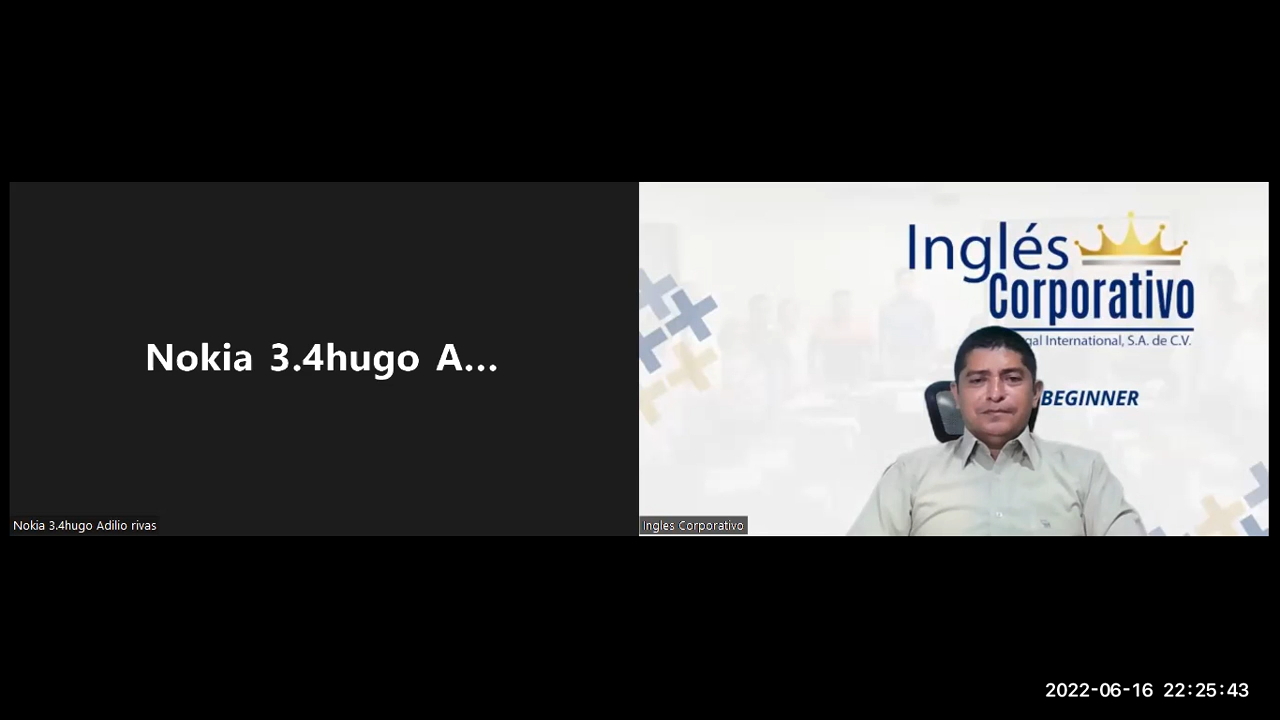 Nokia 3.4hugo A...
Nokia 3.4hugo Adilio rivas
Inglés
Corporativo
gal International, S.A. de C.V.
BEGINNER
Ingles Corporativo
2022-06-16 22:25:43